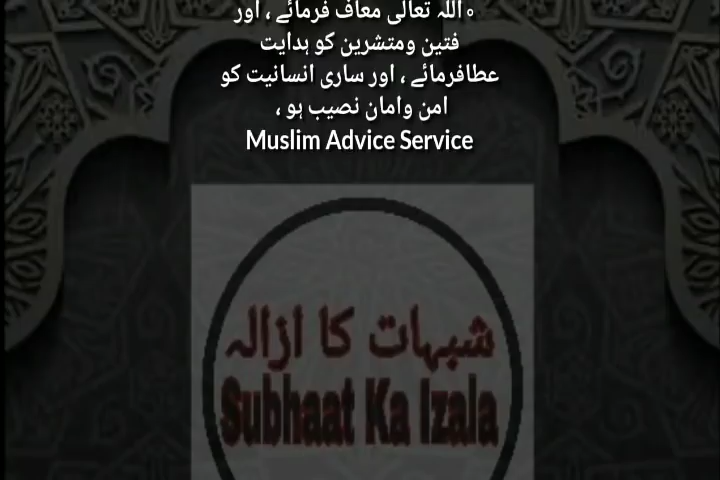 ۰ اللہ تعالی معاف فرمائے ، اور
فتین ومتشرین کو ہدایت
عطافرمائے ، اور ساری انسانیت کو
امن وامان نصیب ہو ،
Muslim Advice Service
شبہات کا ازالہ
Subhaat Ka Izala